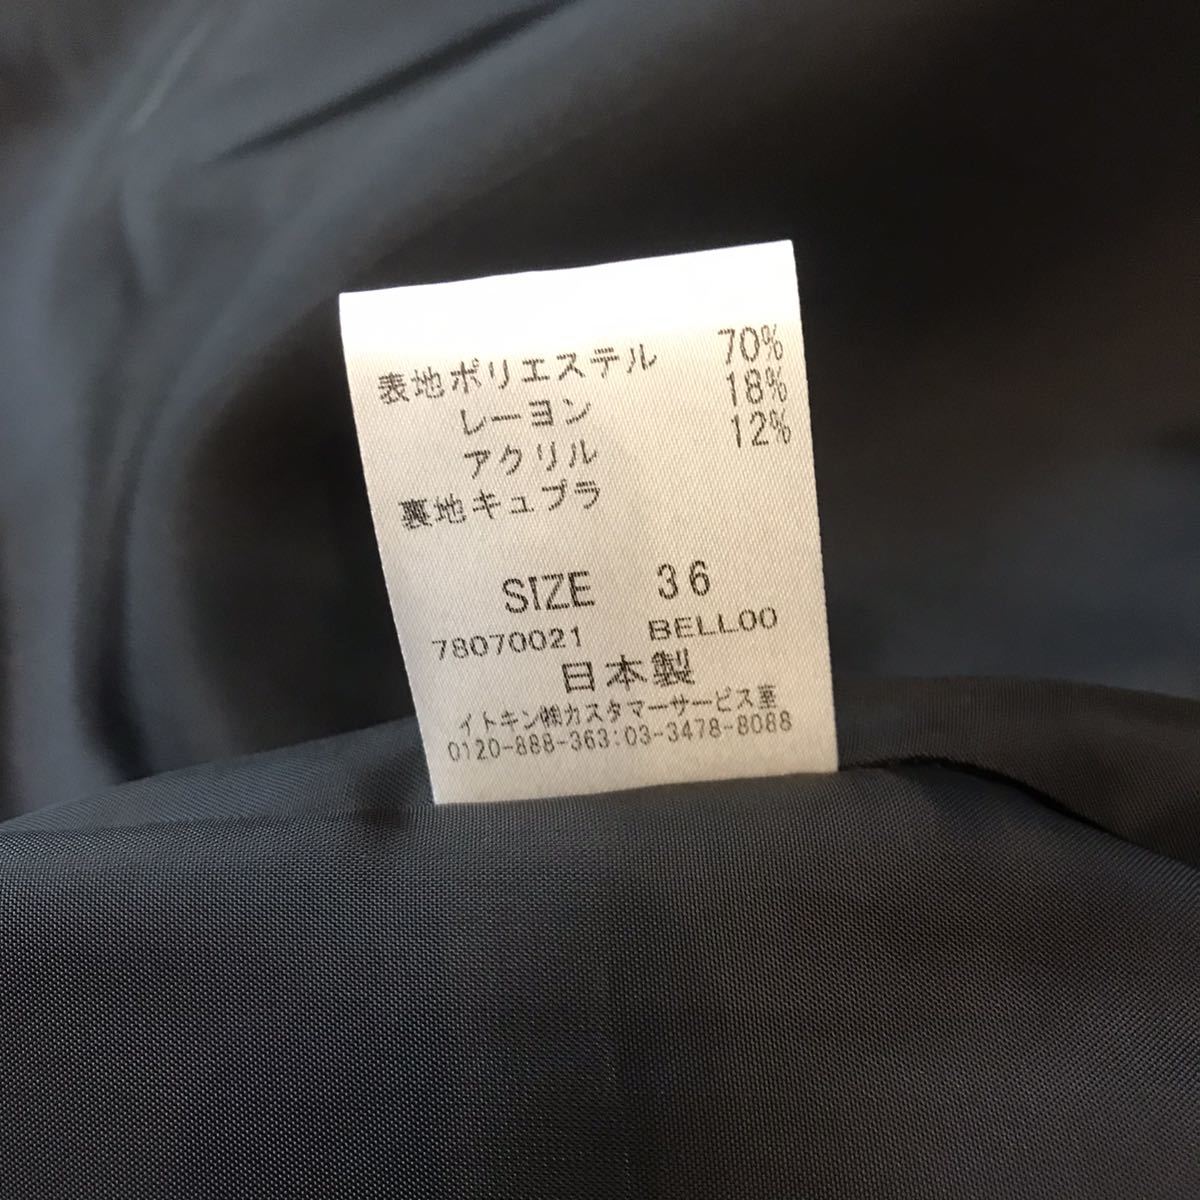 表地ポリエステル 70%
レーヨン 18%
アクリル 12%
裏地キュプラ
SIZE 36
78070021 BELL00
日本製
イトキン㈱カスタマーサービス室
0120-888-363:03-3478-8088